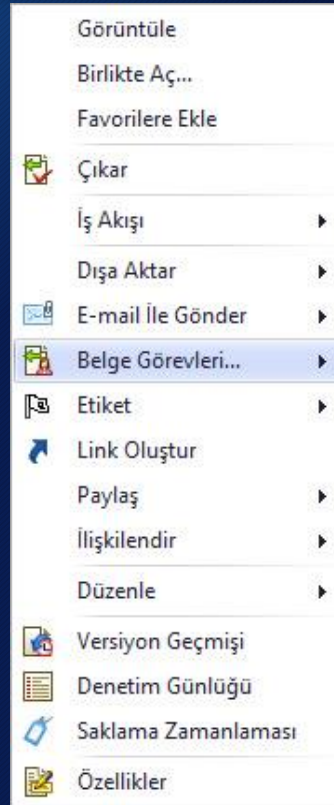 Görüntüle
Birlikte Aç...
Favorilere Ekle
Çıkar
İş Akışı
Dışa Aktar
E-mail İle Gönder
Belge Görevleri...
Etiket
Link Oluştur
Paylaş
İlişkilendir
Düzenle
Versiyon Geçmişi
Denetim Günlüğü
Saklama Zamanlaması
Özellikler